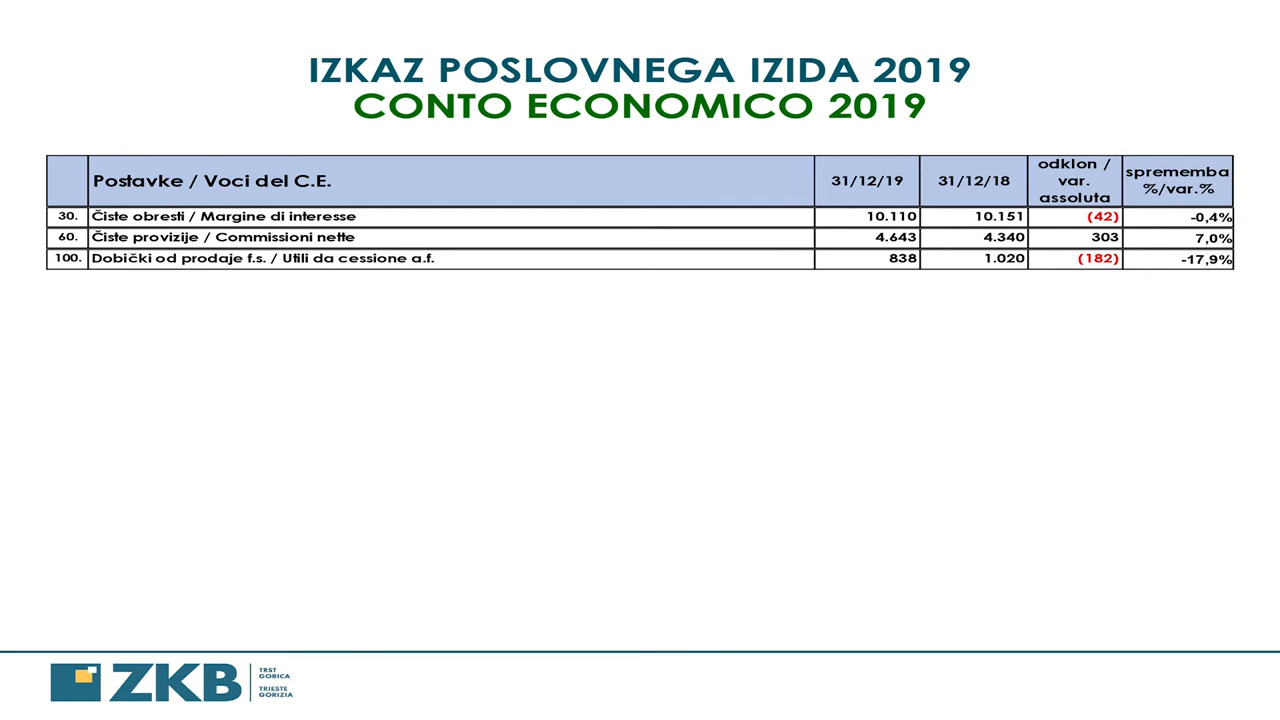 IZKAZ POSLOVNEGA IZIDA 2019
CONTO ECONOMICO 2019
Postavke / Voci del C.E. 31/12/19 31/12/18 odklon / var. assoluta sprememba %/var.%
30. Čiste obresti / Margine di interesse 10.110 10.151 (42) -0,4%
60. Čiste provizije / Commissioni nette 4.643 4.340 303 7,0%
100. Dobički od prodaje f.s. / Utili da cessione a.f. 838 1.020 (182) -17,9%
ZKB
TRST
GORICA
TRIESTE
GORIZIA